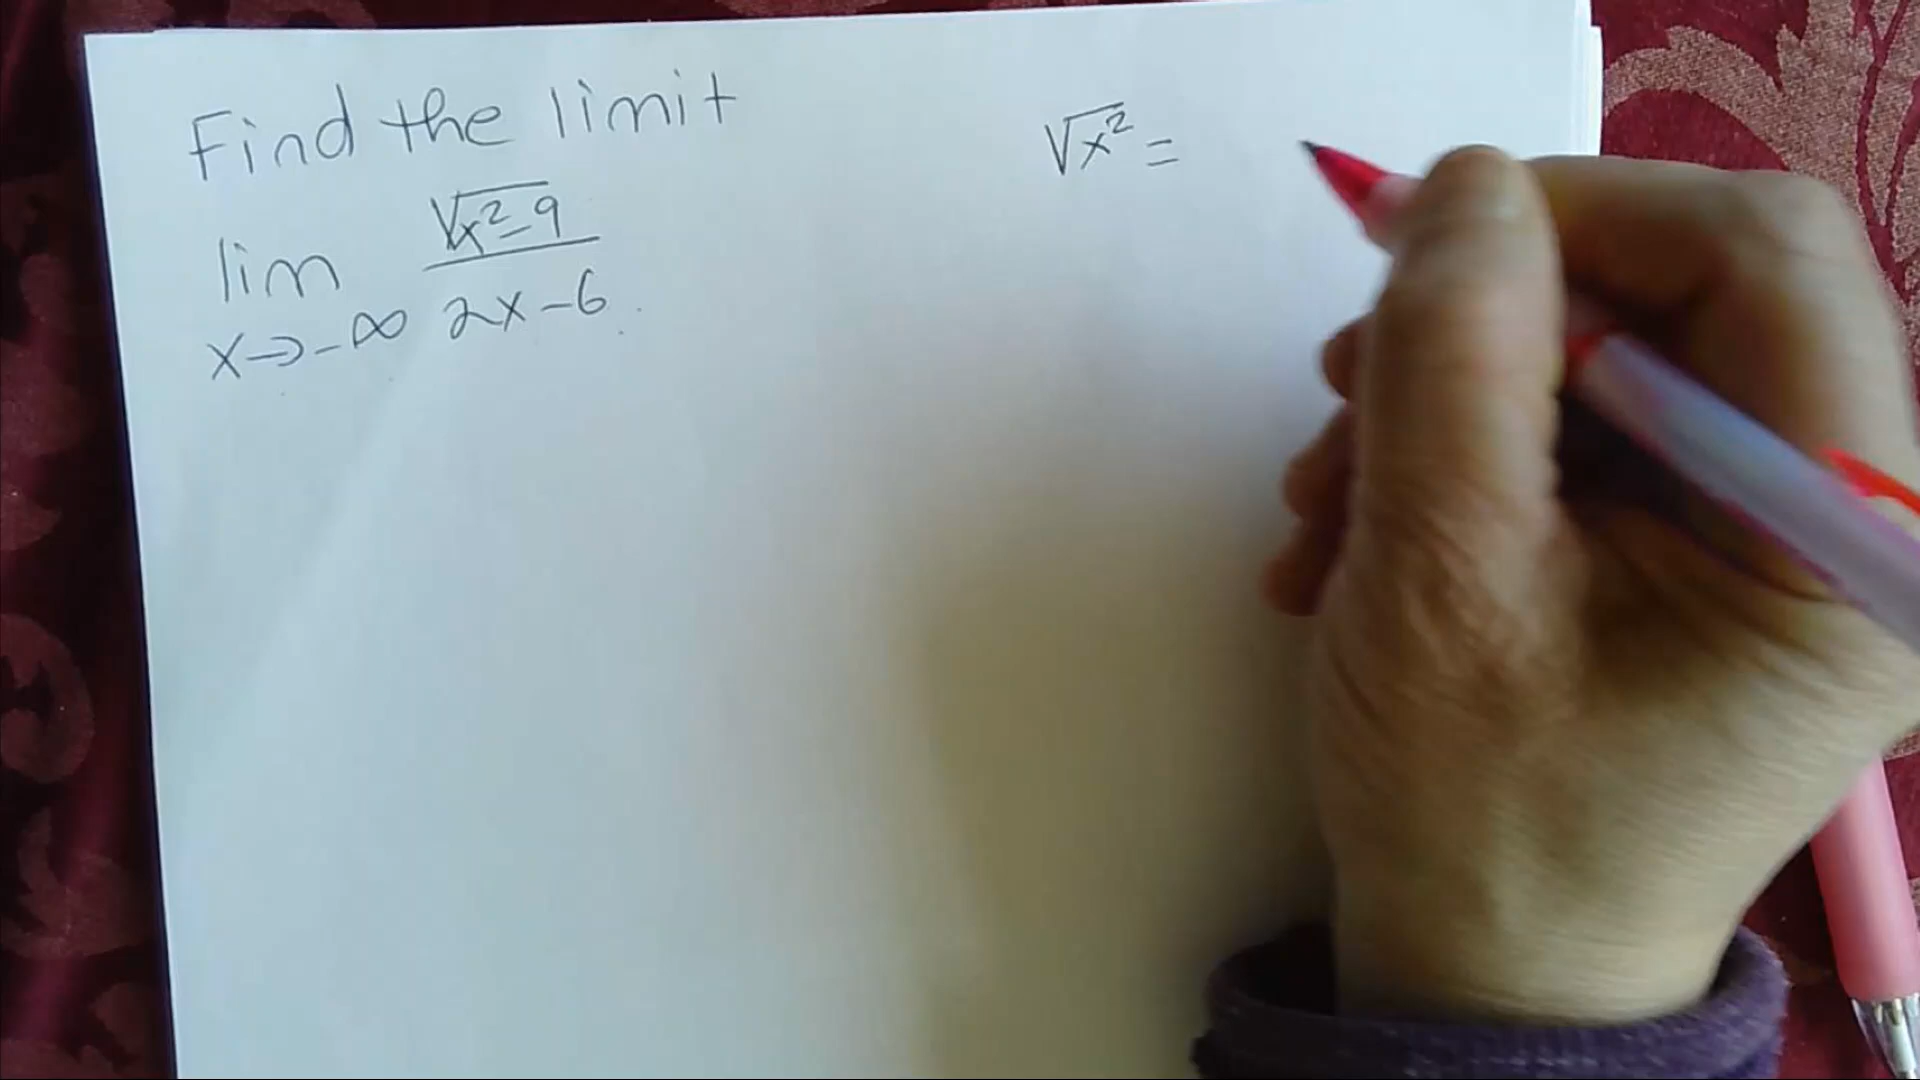 Find the limit
lim √x²-9 / 2x-6
x→-∞
√x² =